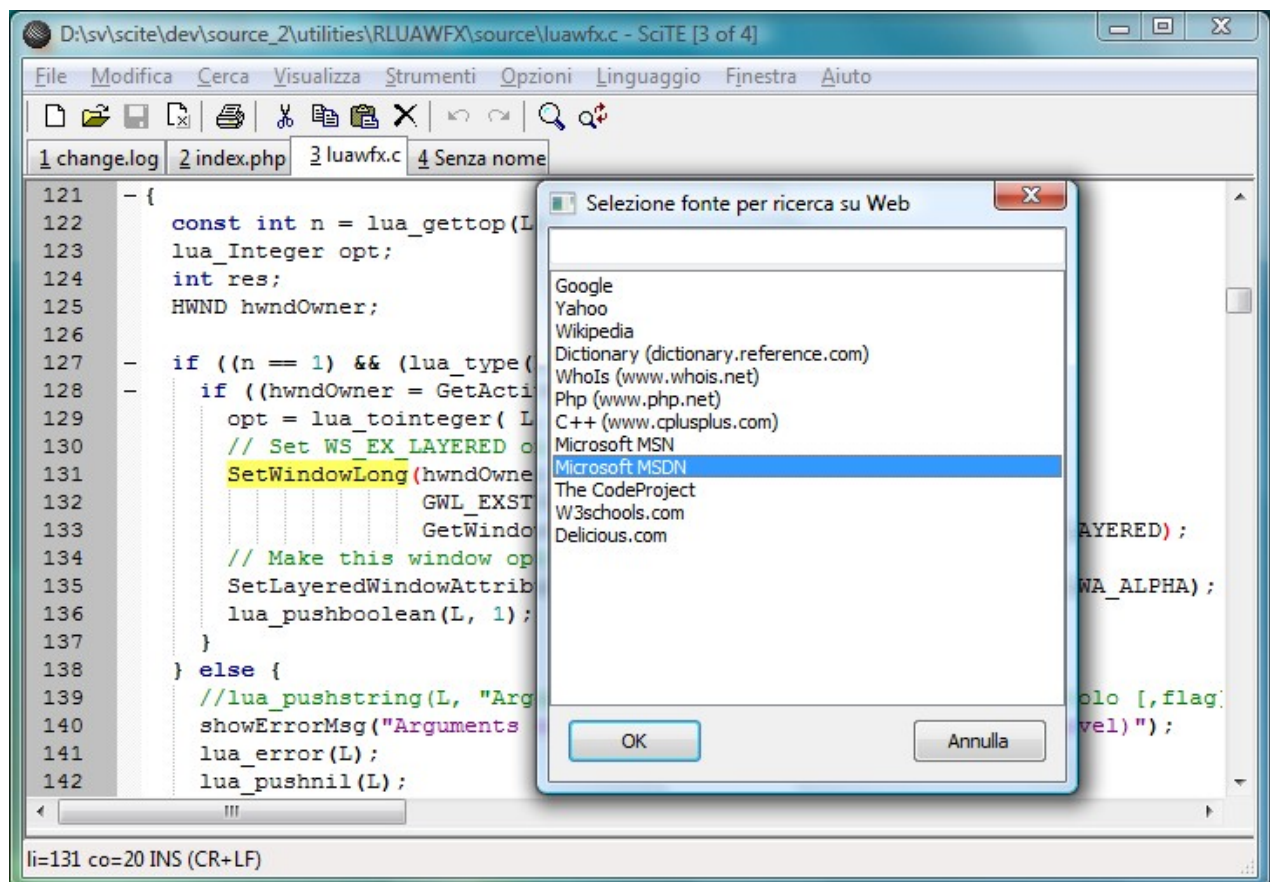 D:\sv\scite\dev\source_2\utilities\RLUAWFX\source\luawfx.c - SciTE [3 of 4]
File Modifica Cerca Visualizza Strumenti Opzioni Linguaggio Finestra Aiuto
1 change.log 2 index.php 3 luawfx.c 4 Senza nome
121 - {
122 const int n = lua_gettop(L
123 lua_Integer opt;
124 int res;
125 HWND hwndOwner;
126
127 - if ((n == 1) && (lua_type(
128 - if ((hwndOwner = GetActi
129 opt = lua_tointeger( L
130 // Set WS_EX_LAYERED o
131 SetWindowLong(hwndOwne
132 GWL_EXST
133 GetWindo AYERED);
134 // Make this window op
135 SetLayeredWindowAttrib WA_ALPHA);
136 lua_pushboolean(L, 1);
137 }
138 } else {
139 //lua_pushstring(L, "Arg olo [,flag]
140 showErrorMsg("Arguments vel)");
141 lua_error(L);
142 lua_pushnil(L);
Selezione fonte per ricerca su Web
Google
Yahoo
Wikipedia
Dictionary (dictionary.reference.com)
WhoIs (www.whois.net)
Php (www.php.net)
C++ (www.cplusplus.com)
Microsoft MSN
Microsoft MSDN
The CodeProject
W3schools.com
Delicious.com
OK Annulla
li=131 co=20 INS (CR+LF)